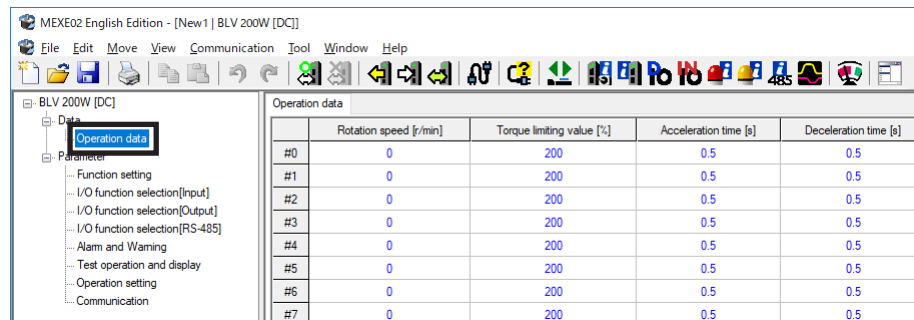 MEXE02 English Edition - [New1 | BLV 200W [DC]]
File Edit Move View Communication Tool Window Help
BLV 200W [DC]
Data
Operation data
Parameter
Function setting
I/O function selection[Input]
I/O function selection[Output]
I/O function selection[RS-485]
Alarm and Warning
Test operation and display
Operation setting
Communication
Operation data
Rotation speed [r/min] Torque limiting value [%] Acceleration time [s] Deceleration time [s]
#0 0 200 0.5 0.5
#1 0 200 0.5 0.5
#2 0 200 0.5 0.5
#3 0 200 0.5 0.5
#4 0 200 0.5 0.5
#5 0 200 0.5 0.5
#6 0 200 0.5 0.5
#7 0 200 0.5 0.5